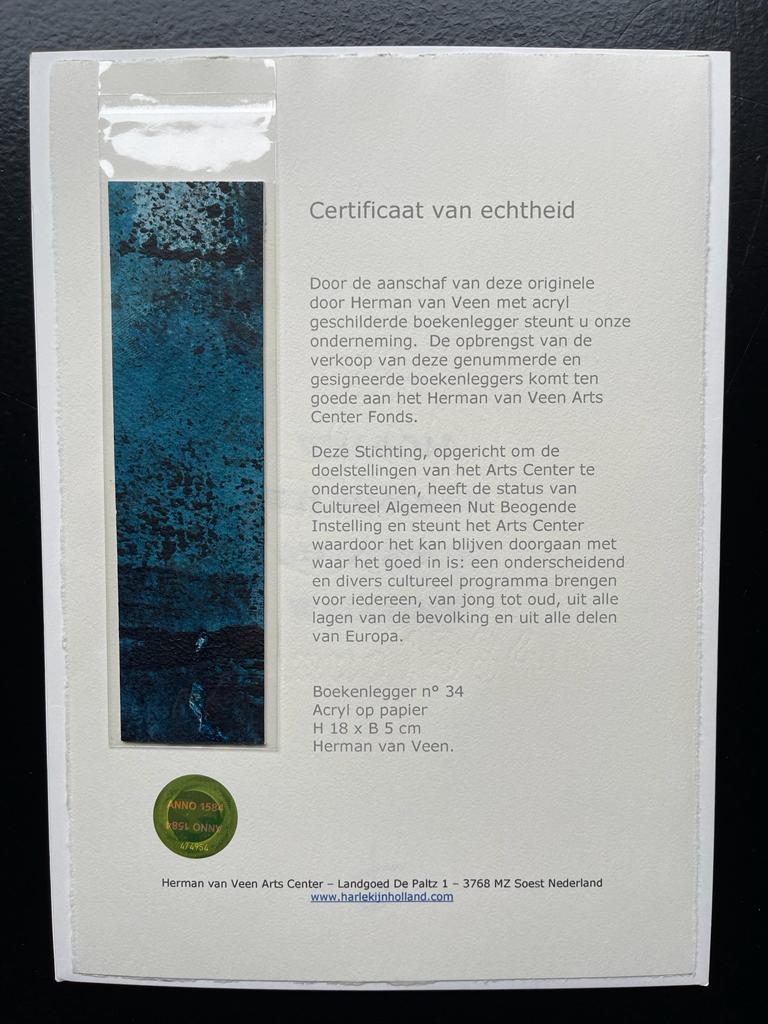 Certificaat van echtheid
Door de aanschaf van deze originele
door Herman van Veen met acryl
geschilderde boekenlegger steunt u onze
onderneming.  De opbrengst van de
verkoop van deze genummerde en
gesigneerde boekenleggers komt ten
goede aan het Herman van Veen Arts
Center Fonds.
Deze Stichting, opgericht om de
doelstellingen van het Arts Center te
ondersteunen, heeft de status van
Cultureel Algemeen Nut Beogende
Instelling en steunt het Arts Center
waardoor het kan blijven doorgaan met
waar het goed in is: een onderscheidend
en divers cultureel programma brengen
voor iedereen, van jong tot oud, uit alle
lagen van de bevolking en uit alle delen
van Europa.
Boekenlegger n° 34
Acryl op papier
H 18 x B 5 cm
Herman van Veen.
ANNO 1584
ANNO 1584
474954
Herman van Veen Arts Center – Landgoed De Paltz 1 – 3768 MZ Soest Nederland
www.harlekijnholland.com